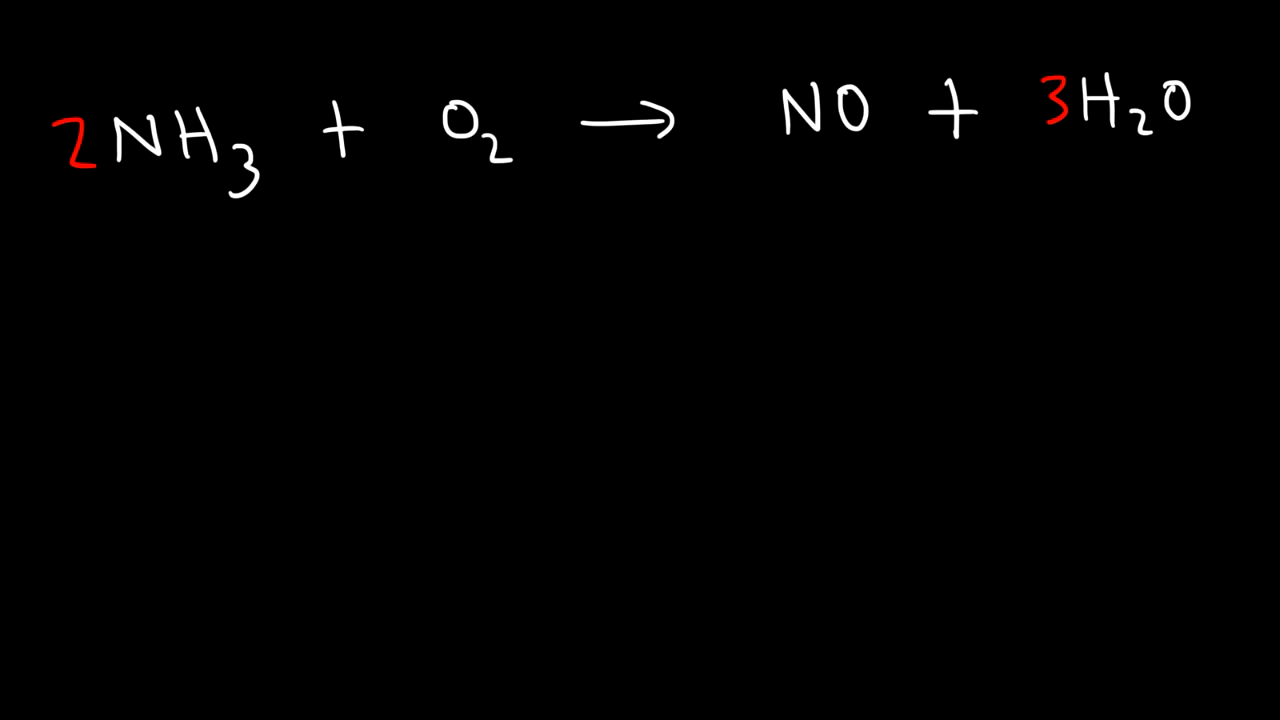 2NH₃ + O₂ → NO + 3H₂O